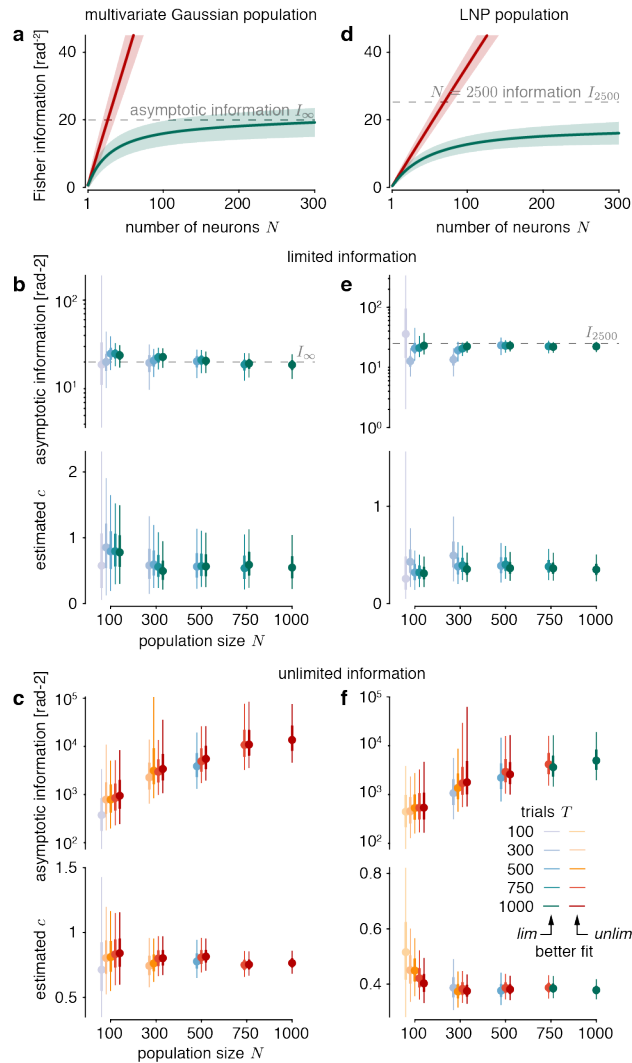 multivariate Gaussian population
LNP population
a
d
Fisher information [rad-2]
40
20
0
asymptotic information I∞
1
100
200
300
number of neurons N
40
20
0
N = 2500 information I2500
1
100
200
300
number of neurons N
limited information
b
e
asymptotic information [rad-2]
10²
10¹
I∞
10²
10¹
10⁰
I2500
estimated c
2
1
0
100
300
500
750
1000
population size N
1
0
100
300
500
750
1000
unlimited information
c
f
asymptotic information [rad-2]
10⁵
10⁴
10³
10²
10⁵
10⁴
10³
10²
trials T
100
300
500
750
1000
lim
unlim
better fit
estimated c
1.5
1
0.5
100
300
500
750
1000
population size N
0.8
0.6
0.4
100
300
500
750
1000